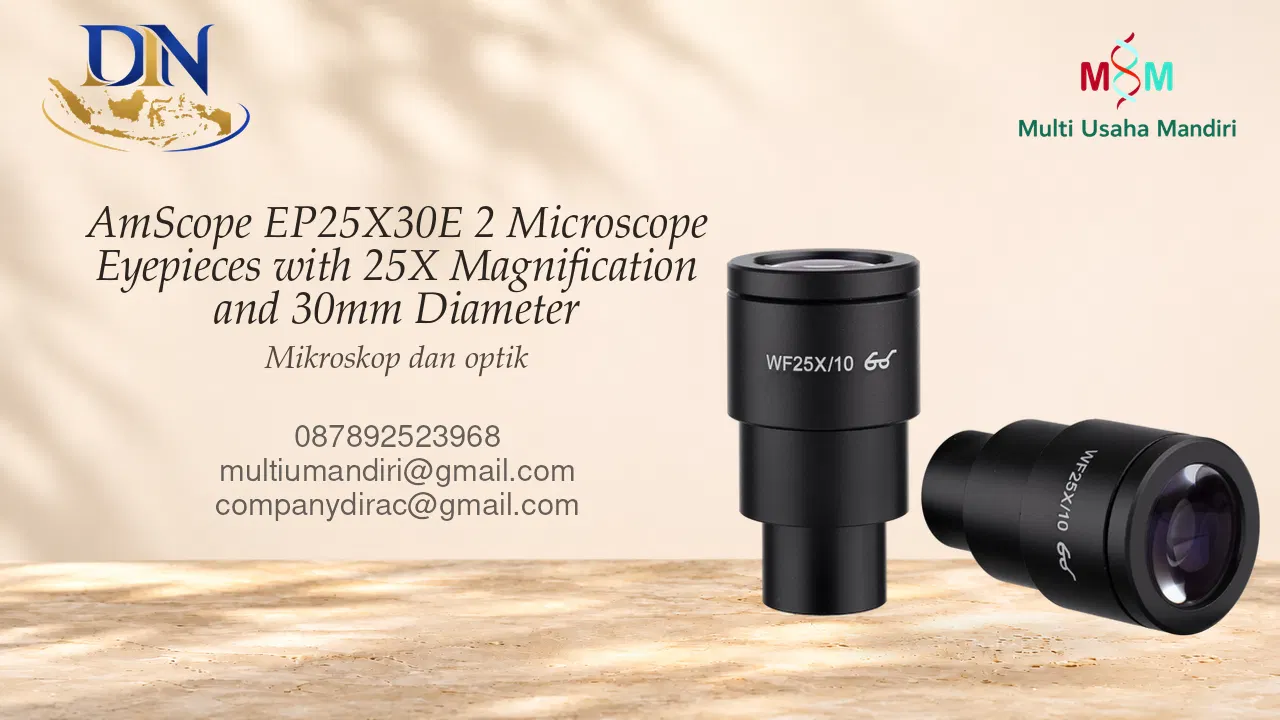 DIN
M M
Multi Usaha Mandiri
AmScope EP25X30E 2 Microscope
Eyepieces with 25X Magnification
and 30mm Diameter
Mikroskop dan optik
087892523968
multiumandiri@gmail.com
companydirac@gmail.com
WF25X/10
WF25X/10